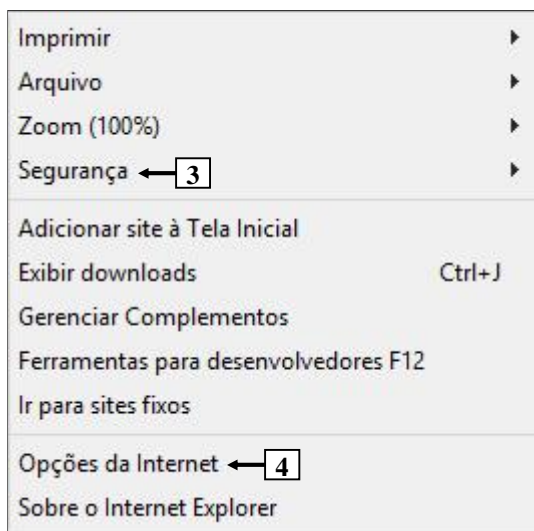 Imprimir
Arquivo
Zoom (100%)
Segurança 3
Adicionar site à Tela Inicial
Exibir downloads Ctrl+J
Gerenciar Complementos
Ferramentas para desenvolvedores F12
Ir para sites fixos
Opções da Internet 4
Sobre o Internet Explorer